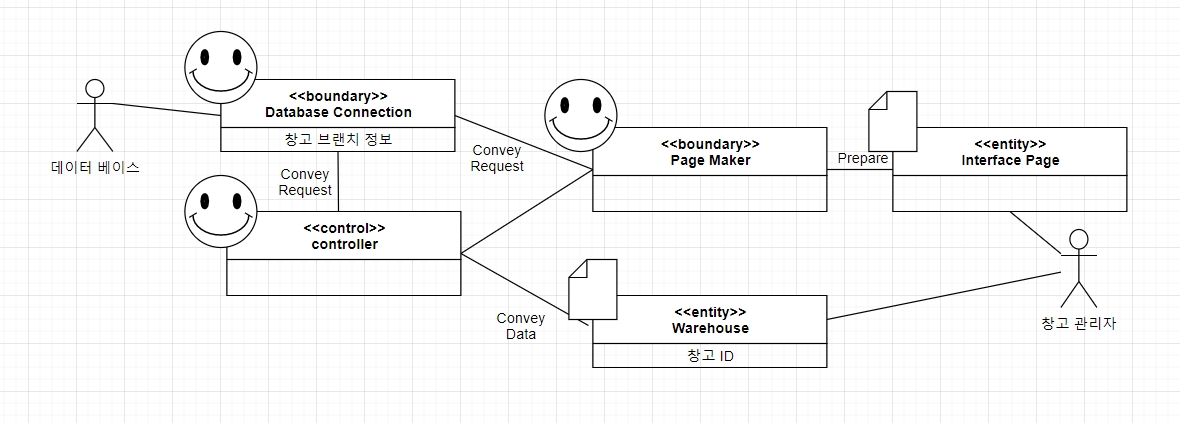 <<boundary>>
Database Connection
창고 브랜치 정보
데이터 베이스
Convey
Request
Convey
Request
<<boundary>>
Page Maker
Prepare
<<entity>>
Interface Page
<<control>>
controller
Convey
Data
<<entity>>
Warehouse
창고 ID
창고 관리자